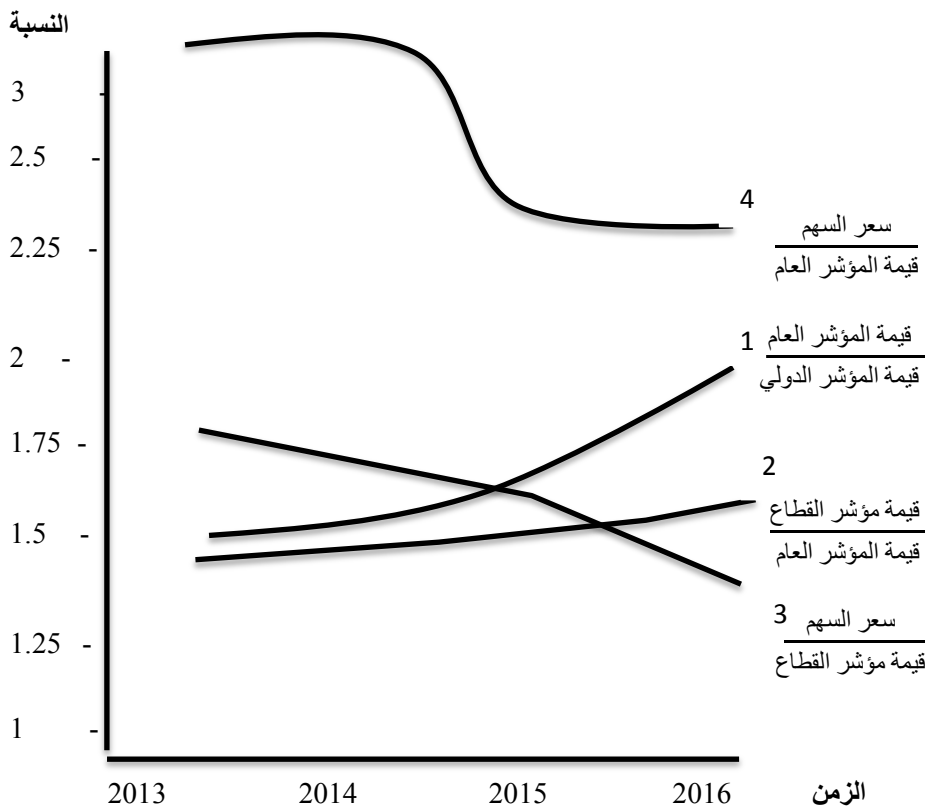 النسبة
3 -
2.5 -
4
سعر السهم
قيمة المؤشر العام
2.25 -
1
قيمة المؤشر العام
قيمة المؤشر الدولي
2 -
1.75 -
2
قيمة مؤشر القطاع
قيمة المؤشر العام
1.5 -
3
سعر السهم
قيمة مؤشر القطاع
1.25 -
1 -
2013 2014 2015 2016 الزمن